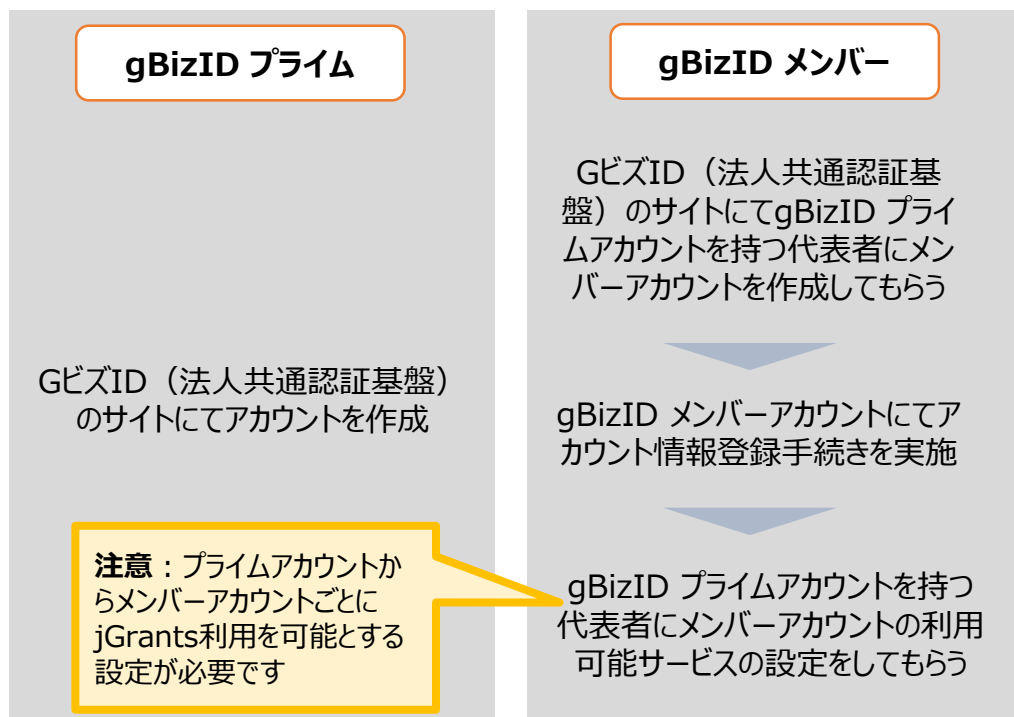 gBizID プライム
GビズID（法人共通認証基盤）
のサイトにてアカウントを作成
注意：プライムアカウントか
らメンバーアカウントごとに
jGrants利用を可能とする
設定が必要です
gBizID メンバー
GビズID（法人共通認証基
盤）のサイトにてgBizID プライ
ムアカウントを持つ代表者にメン
バーアカウントを作成してもらう
gBizID メンバーアカウントにてア
カウント情報登録手続きを実施
gBizID プライムアカウントを持つ
代表者にメンバーアカウントの利用
可能サービスの設定をしてもらう